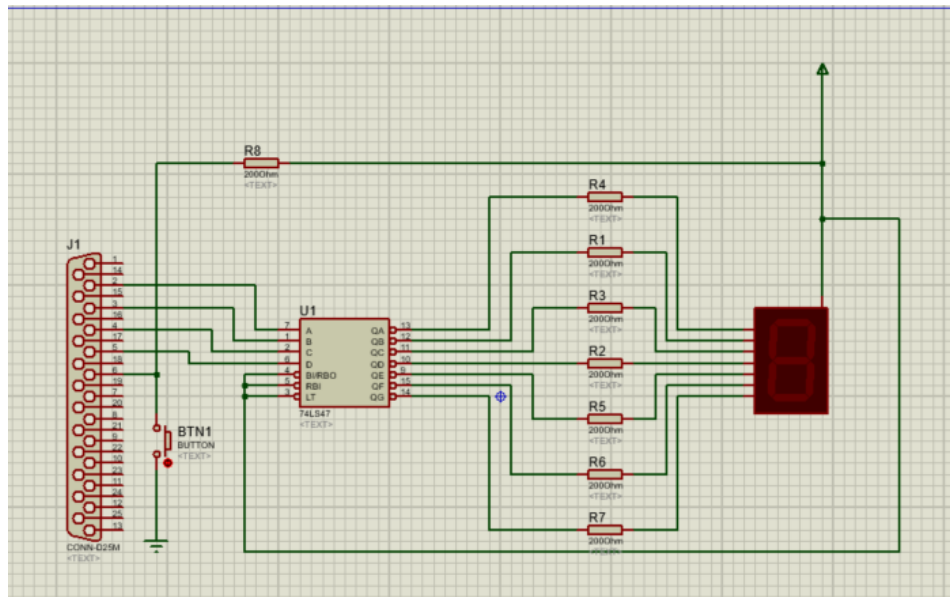 R8
200Ohm
<TEXT>
R4
200Ohm
<TEXT>
R1
200Ohm
<TEXT>
R3
200Ohm
<TEXT>
R2
200Ohm
<TEXT>
R5
200Ohm
<TEXT>
R6
200Ohm
<TEXT>
R7
200Ohm
<TEXT>
J1
1
14
2
15
3
16
4
17
5
18
6
19
7
20
8
21
9
22
10
23
11
24
12
25
13
CONN-D25M
<TEXT>
BTN1
BUTTON
<TEXT>
U1
7 A QA 13
1 B QB 12
2 C QC 11
6 D QD 10
4 BI/RBO QE 9
5 RBI QF 15
3 LT QG 14
74LS47
<TEXT>